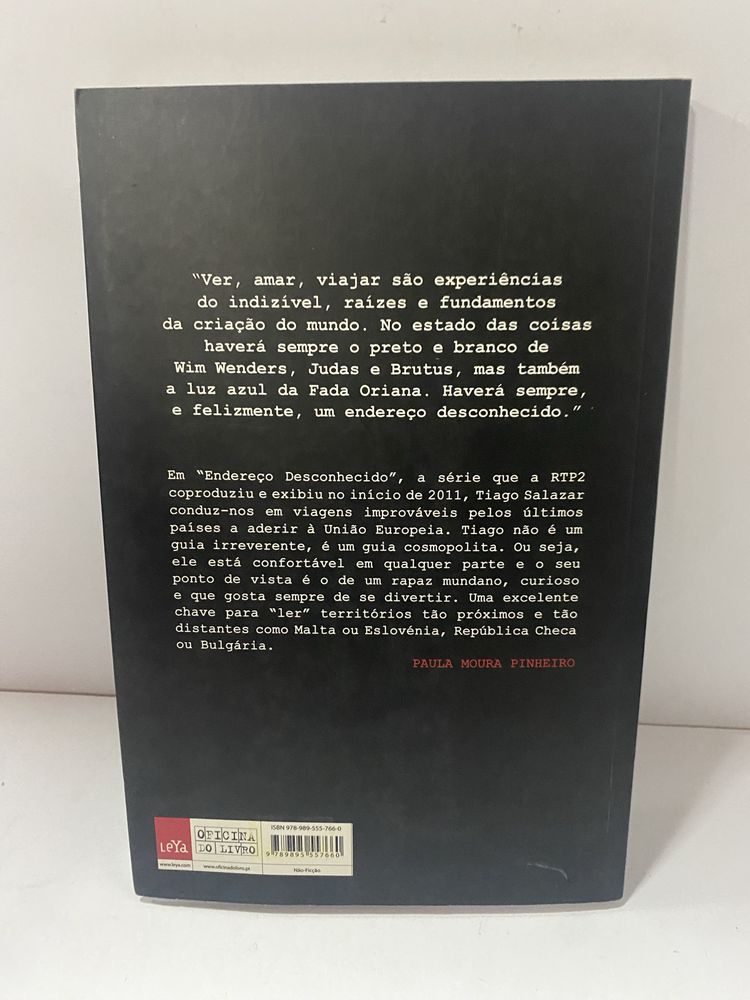 “Ver, amar, viajar são experiências
do indizível, raízes e fundamentos
da criação do mundo. No estado das coisas
haverá sempre o preto e branco de
Wim Wenders, Judas e Brutus, mas também
a luz azul da Fada Oriana. Haverá sempre,
e felizmente, um endereço desconhecido.”
Em “Endereço Desconhecido”, a série que a RTP2
coproduziu e exibiu no início de 2011, Tiago Salazar
conduz-nos em viagens improváveis pelos últimos
países a aderir à União Europeia. Tiago não é um
guia irreverente, é um guia cosmopolita. Ou seja,
ele está confortável em qualquer parte e o seu
ponto de vista é o de um rapaz mundano, curioso
e que gosta sempre de se divertir. Uma excelente
chave para “ler” territórios tão próximos e tão
distantes como Malta ou Eslovénia, República Checa
ou Bulgária.
PAULA MOURA PINHEIRO
LeYa
www.leya.com
OFICINA
DO LIVRO
www.oficinadolivro.pt
ISBN 978-989-555-766-0
9 789895 557660
Não-Ficção